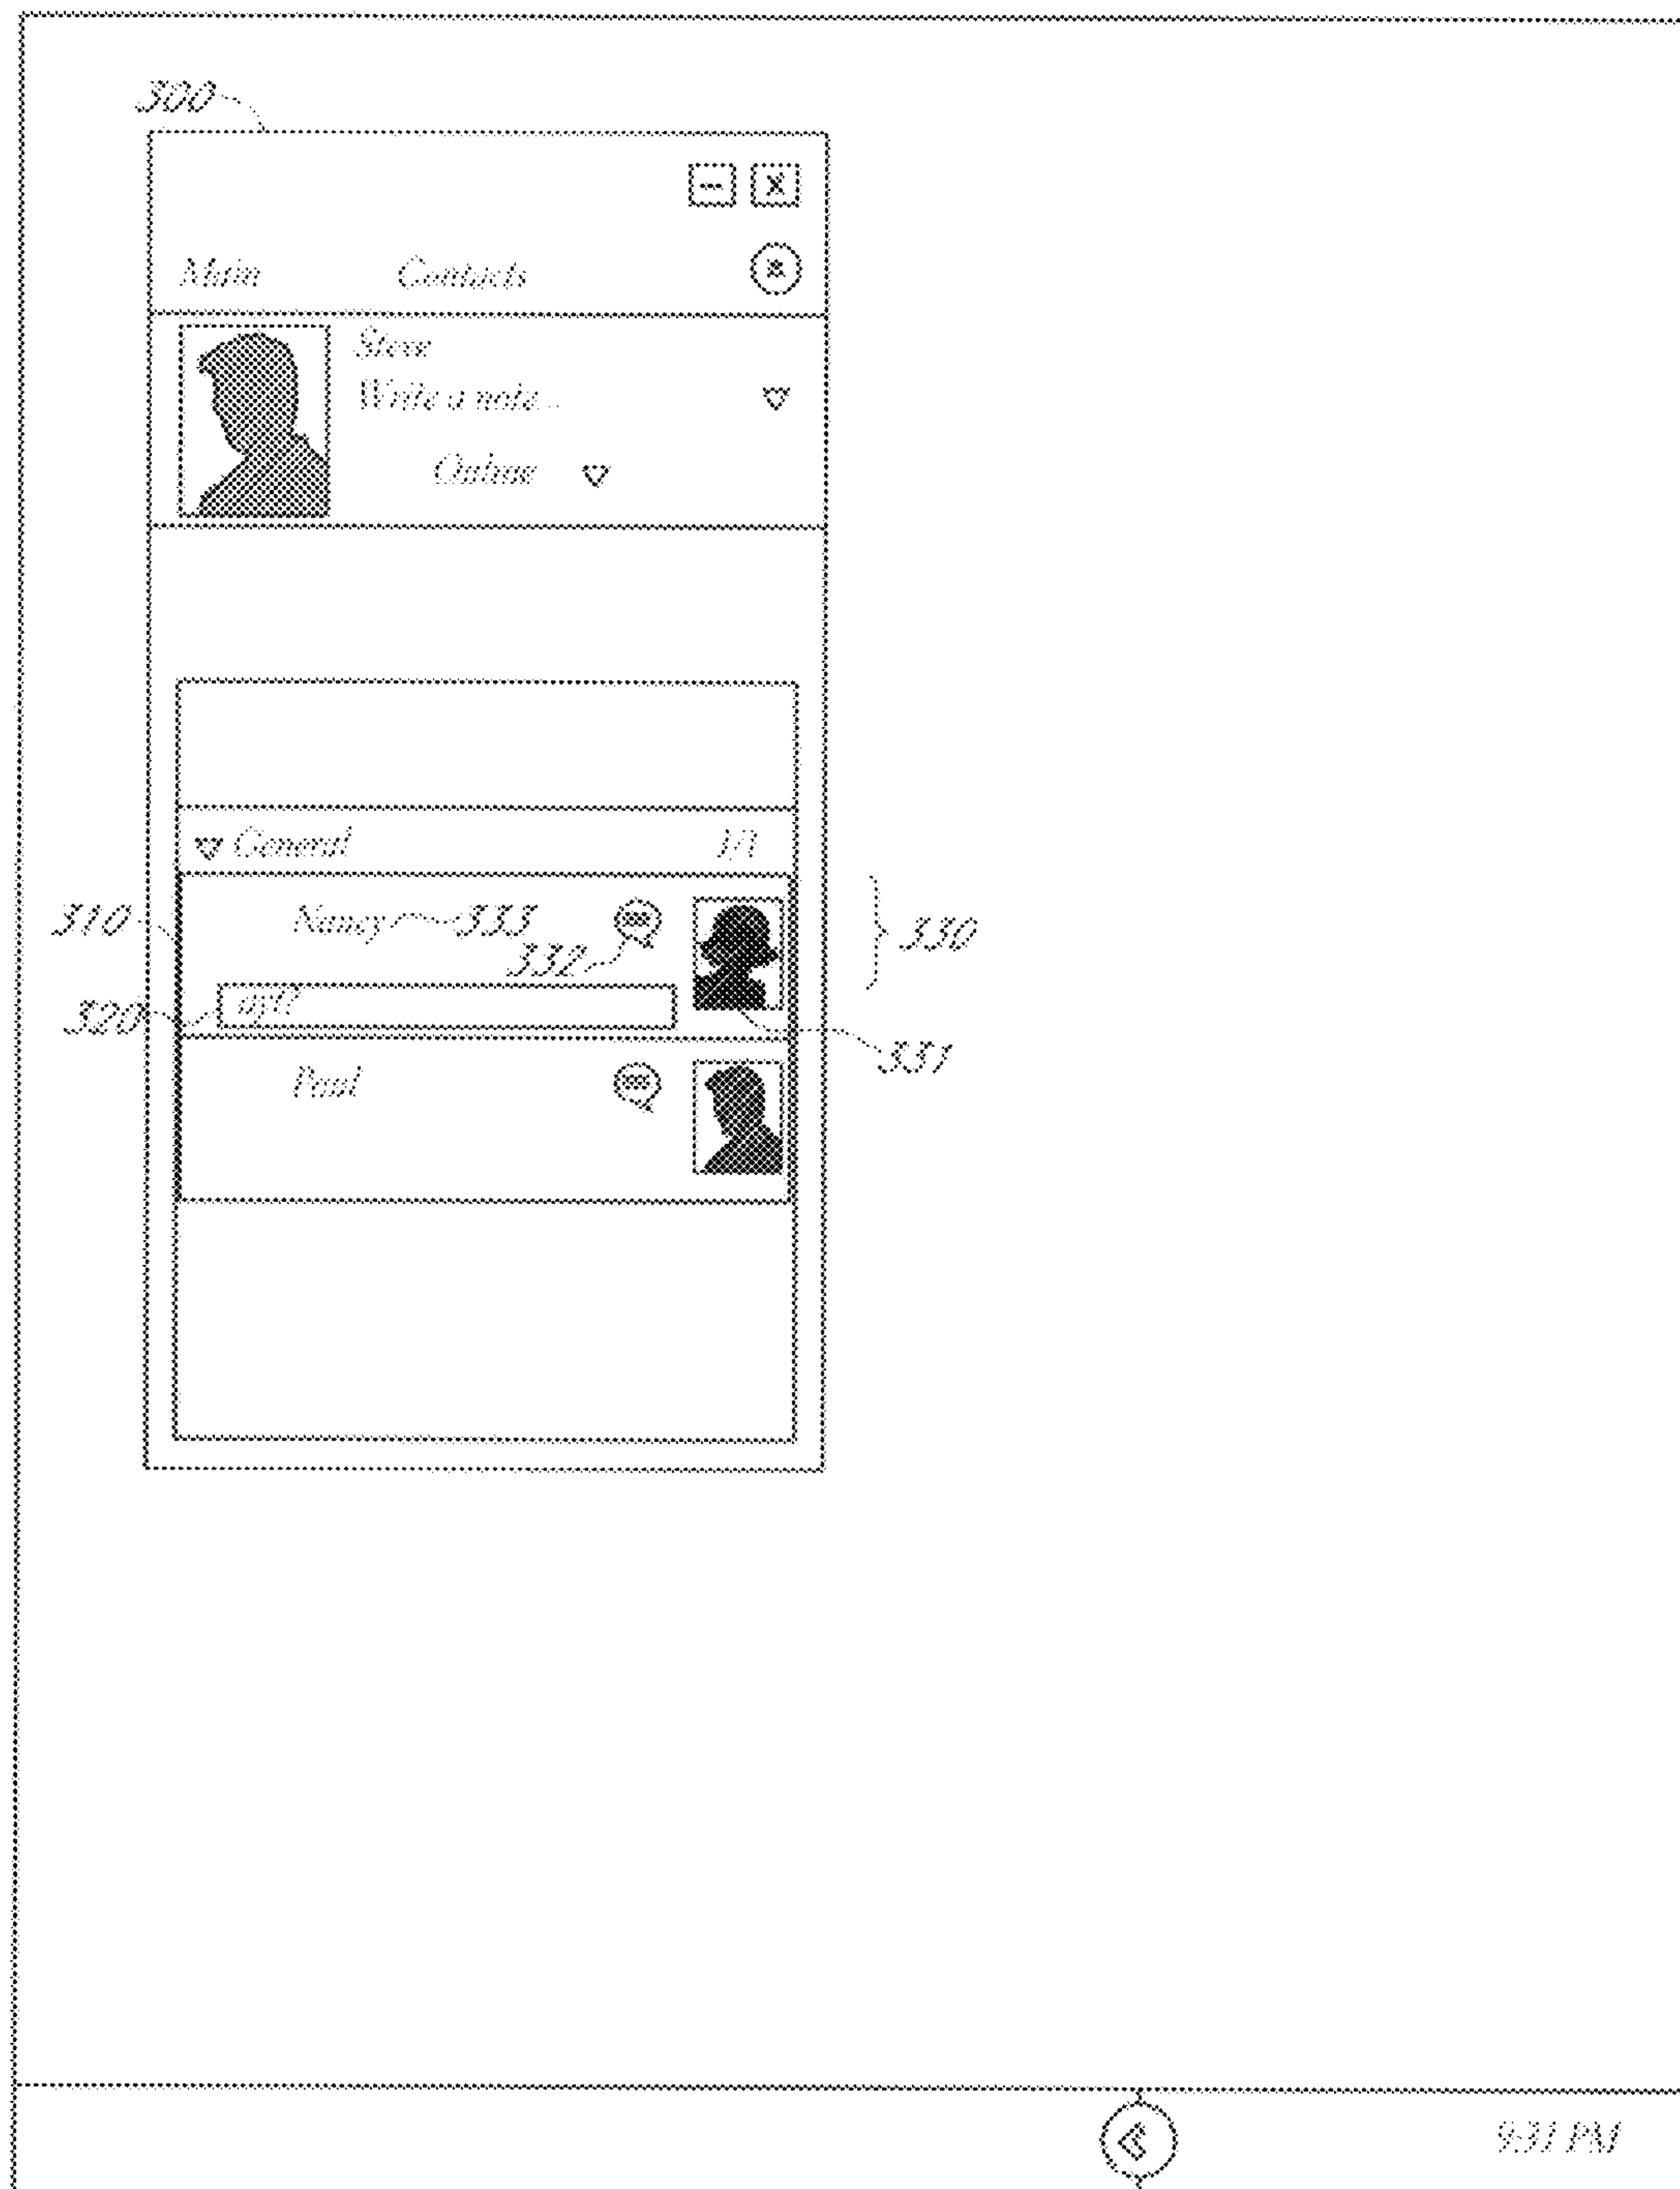 300
Main Contacts
Steve
Write a note...
Online
General 1/1
310 Nancy 333 330
332
320 ayt?
331
Paul
9:31 PM